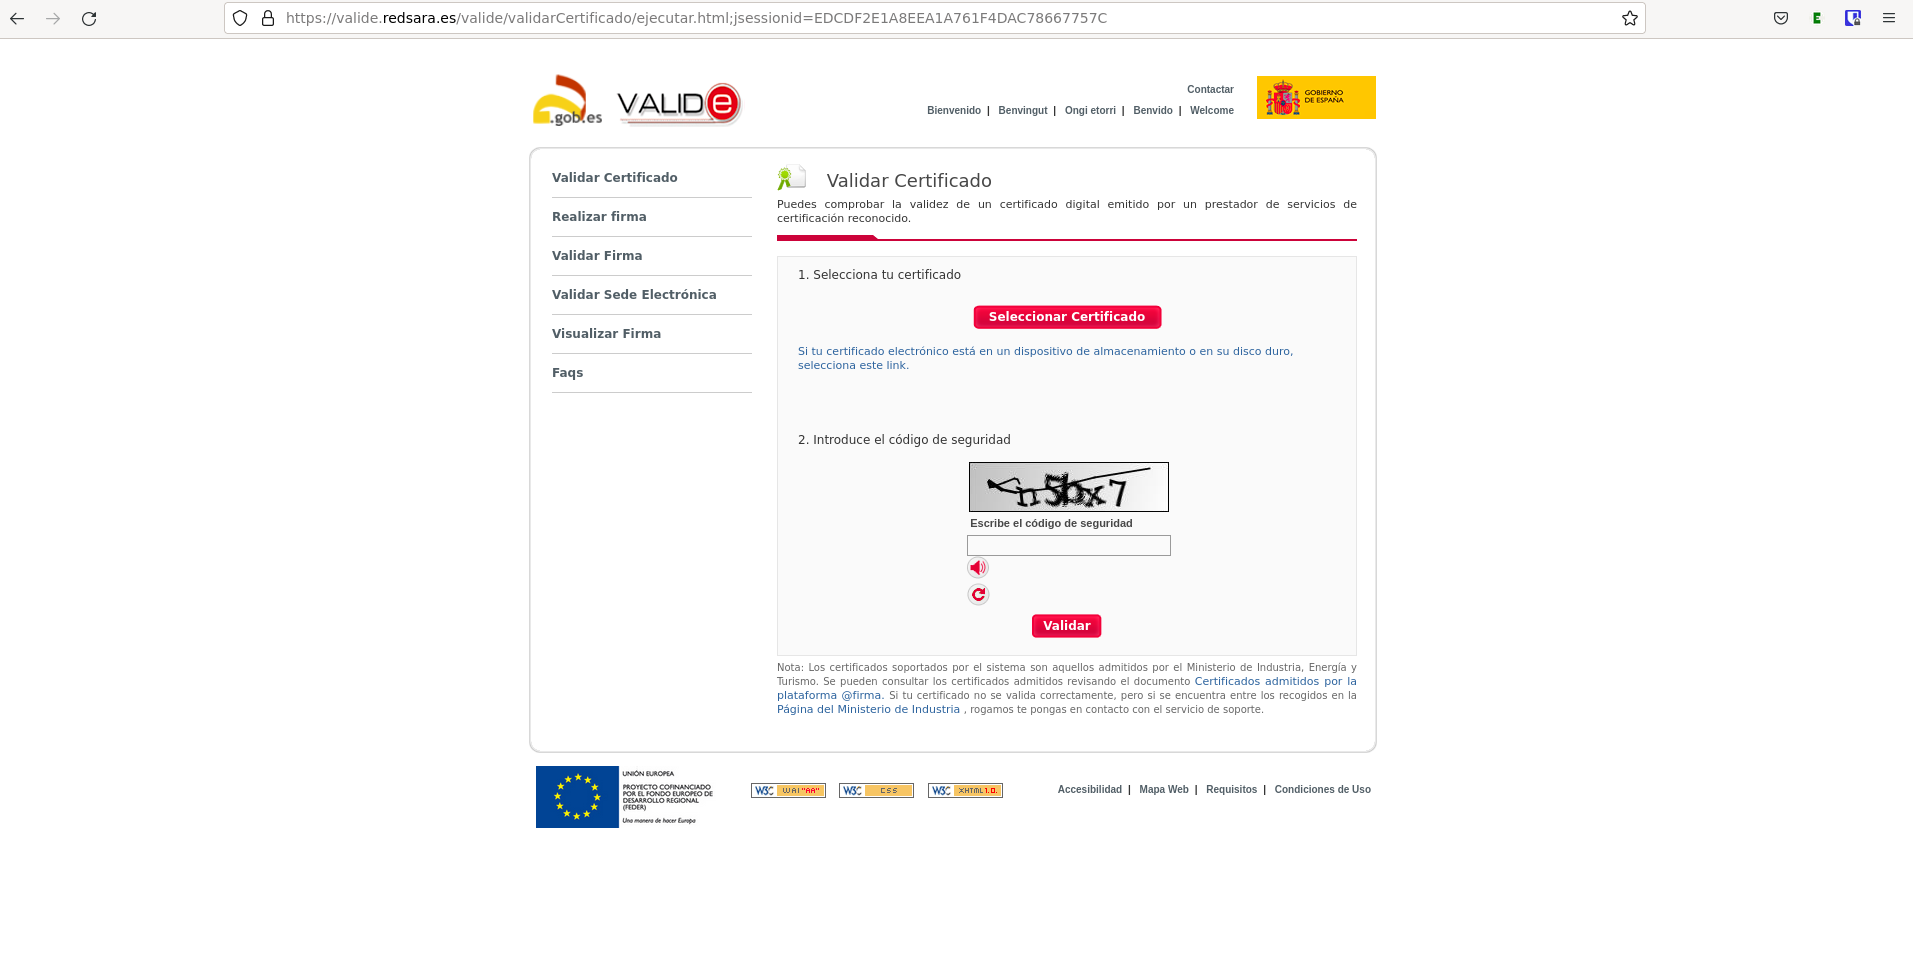 https://valide.redsara.es/valide/validarCertificado/ejecutar.html;jsessionid=EDCDF2E1A8EEA1A761F4DAC78667757C
.gob.es
VALIDe
Contactar
Bienvenido | Benvingut | Ongi etorri | Benvido | Welcome
GOBIERNO
DE ESPAÑA
Validar Certificado
Realizar firma
Validar Firma
Validar Sede Electrónica
Visualizar Firma
Faqs
Validar Certificado
Puedes comprobar la validez de un certificado digital emitido por un prestador de servicios de
certificación reconocido.
1. Selecciona tu certificado
Seleccionar Certificado
Si tu certificado electrónico está en un dispositivo de almacenamiento o en su disco duro,
selecciona este link.
2. Introduce el código de seguridad
Escribe el código de seguridad
Validar
Nota: Los certificados soportados por el sistema son aquellos admitidos por el Ministerio de Industria, Energía y
Turismo. Se pueden consultar los certificados admitidos revisando el documento Certificados admitidos por la
plataforma @firma. Si tu certificado no se valida correctamente, pero si se encuentra entre los recogidos en la
Página del Ministerio de Industria , rogamos te pongas en contacto con el servicio de soporte.
UNIÓN EUROPEA
PROYECTO COFINANCIADO
POR EL FONDO EUROPEO DE
DESARROLLO REGIONAL
(FEDER)
Una manera de hacer Europa
W3C WAI "AA"
W3C CSS
W3C XHTML 1.0.
Accesibilidad | Mapa Web | Requisitos | Condiciones de Uso